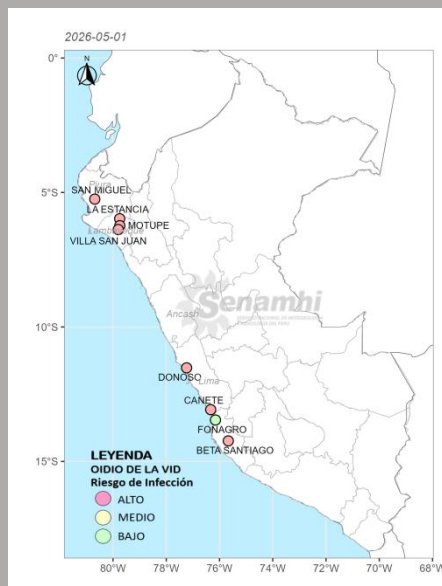 2026-05-01
N
0°
5°S
10°S
15°S
Piura
SAN MIGUEL
LA ESTANCIA
MOTUPE
Lambayeque
VILLA SAN JUAN
Senamhi
Ancash
DONOSO
Lima
CANETE
FONAGRO
BETA SANTIAGO
LEYENDA
OIDIO DE LA VID
Riesgo de Infección
ALTO
MEDIO
BAJO
80°W 78°W 76°W 74°W 72°W 70°W 68°W